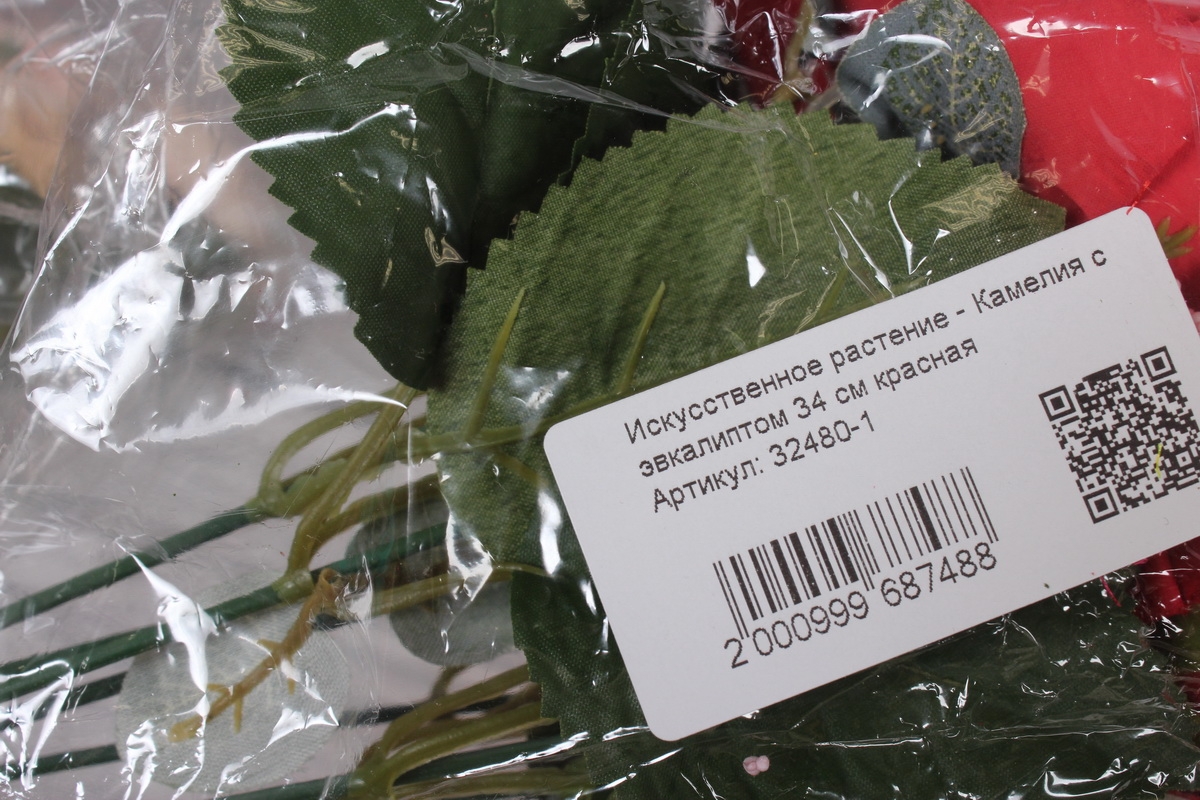 Искусственное растение - Камелия с
эвкалиптом 34 см красная
Артикул: 32480-1
2 000999 687488